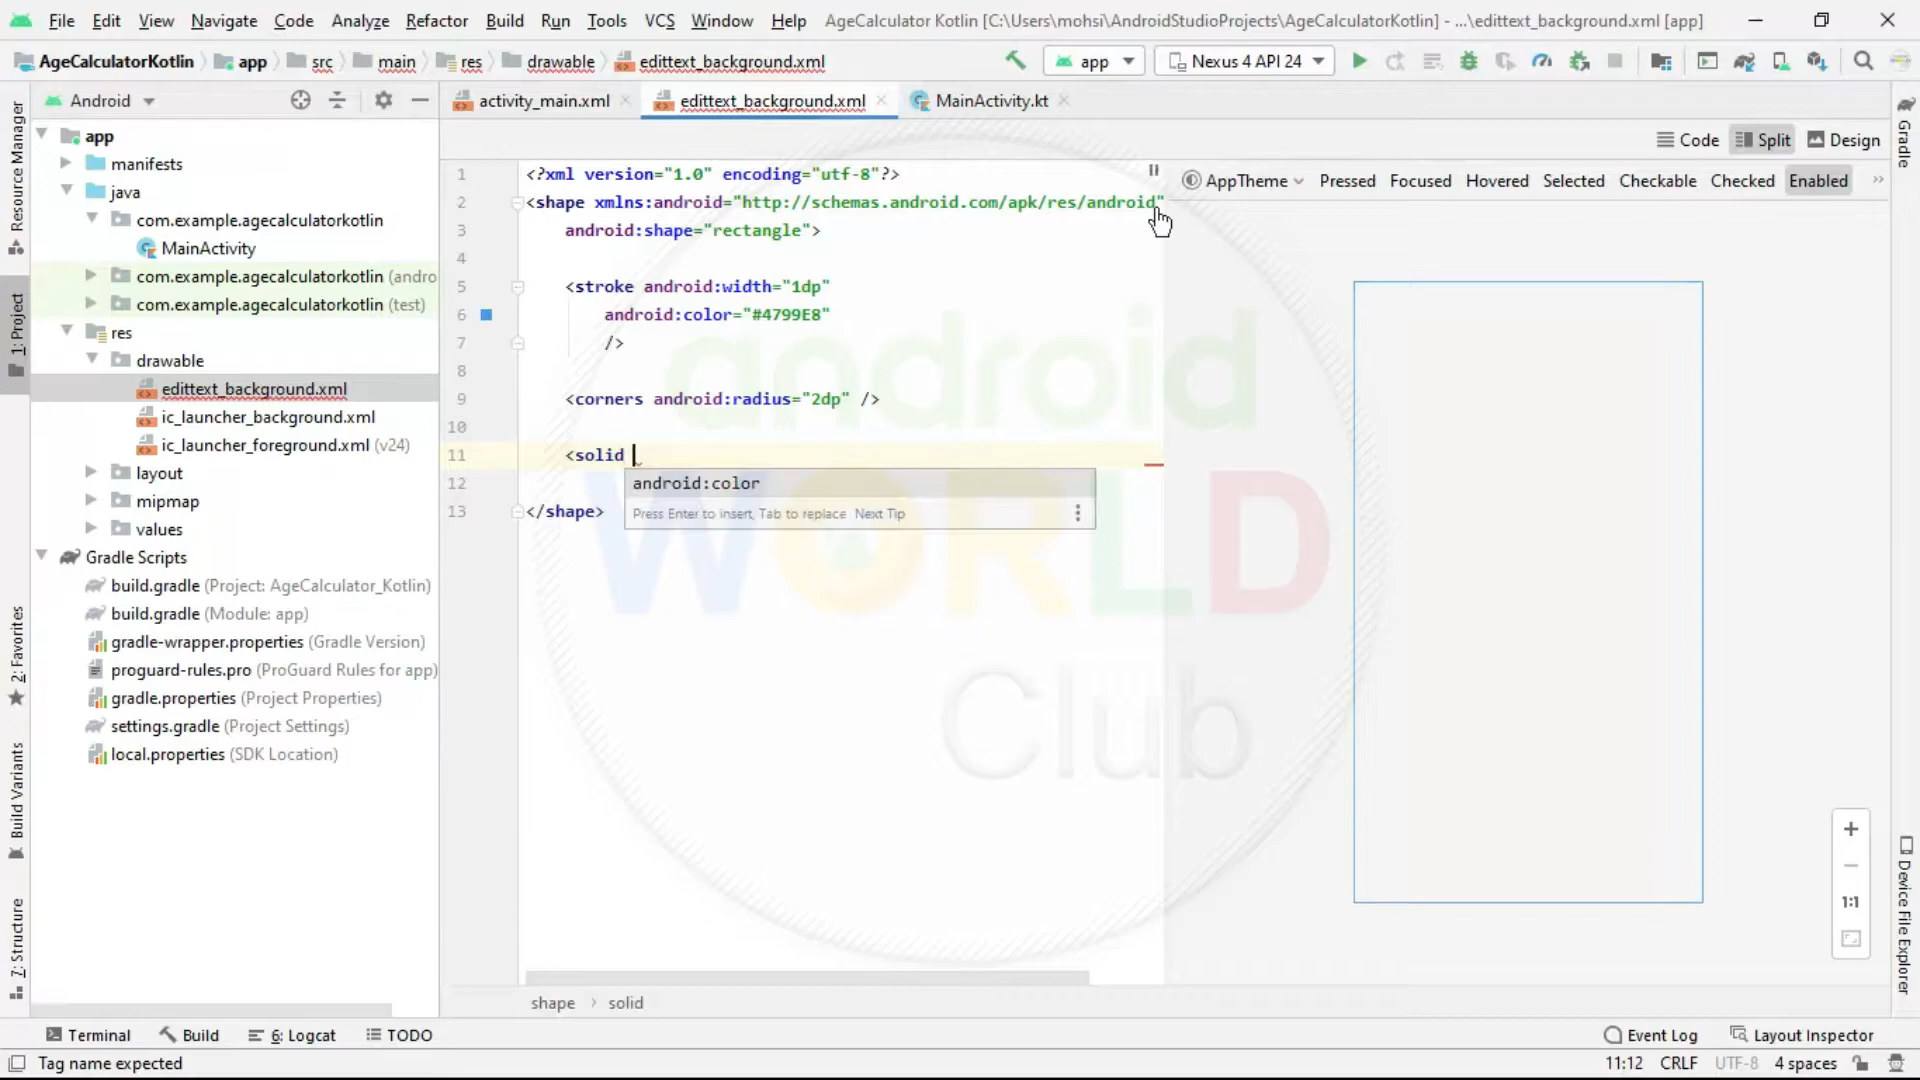 File Edit View Navigate Code Analyze Refactor Build Run Tools VCS Window Help AgeCalculator Kotlin [C:\Users\mohsi\AndroidStudioProjects\AgeCalculatorKotlin] - ...\edittext_background.xml [app]
AgeCalculatorKotlin app src main res drawable edittext_background.xml app Nexus 4 API 24
Android activity_main.xml edittext_background.xml MainActivity.kt
Code Split Design
AppTheme Pressed Focused Hovered Selected Checkable Checked Enabled
Resource Manager
1: Project
2: Favorites
Build Variants
7: Structure
app
manifests
java
com.example.agecalculatorkotlin
MainActivity
com.example.agecalculatorkotlin (andro
com.example.agecalculatorkotlin (test)
res
drawable
edittext_background.xml
ic_launcher_background.xml
ic_launcher_foreground.xml (v24)
layout
mipmap
values
Gradle Scripts
build.gradle (Project: AgeCalculator_Kotlin)
build.gradle (Module: app)
gradle-wrapper.properties (Gradle Version)
proguard-rules.pro (ProGuard Rules for app)
gradle.properties (Project Properties)
settings.gradle (Project Settings)
local.properties (SDK Location)
1 <?xml version="1.0" encoding="utf-8"?>
2 <shape xmlns:android="http://schemas.android.com/apk/res/android"
3 android:shape="rectangle">
4
5 <stroke android:width="1dp"
6 android:color="#4799E8"
7 />
8
9 <corners android:radius="2dp" />
10
11 <solid
12
13 </shape>
android:color
Press Enter to insert, Tab to replace Next Tip
android
WORLD
Club
1:1
Gradle
Device File Explorer
shape > solid
Terminal Build 6: Logcat TODO Event Log Layout Inspector
Tag name expected 11:12 CRLF UTF-8 4 spaces